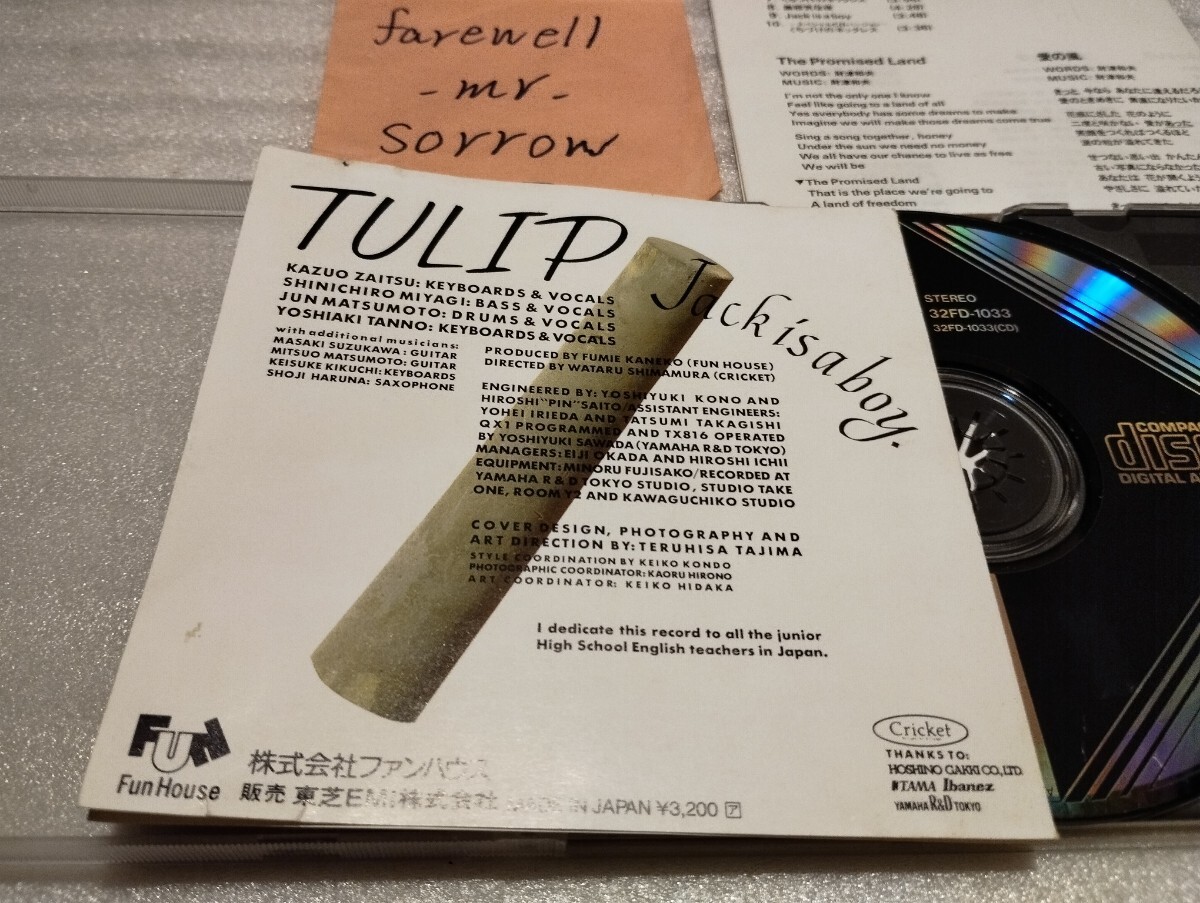 farewell
-mr-
sorrow
(3:48)
(3:36)
The Promised Land
WORDS: 財津和夫
MUSIC: 財津和夫
I'm not the only one I know
Feel like going to a land of all
Yes everybody has some dreams to make
Imagine we will make those dreams come true
Sing a song together, honey
Under the sun we need no money
We all have our chance to live as free
We will be
▼The Promised Land
That is the place we're going to
A land of freedom
愛の風
WORDS: 財津和夫
MUSIC: 財津和夫
TULIP
Jack is a boy.
KAZUO ZAITSU: KEYBOARDS & VOCALS
SHINICHIRO MIYAGI: BASS & VOCALS
JUN MATSUMOTO: DRUMS & VOCALS
YOSHIAKI TANNO: KEYBOARDS & VOCALS
with additional musicians:
MASAKI SUZUKAWA: GUITAR
MITSUO MATSUMOTO: GUITAR
KEISUKE KIKUCHI: KEYBOARDS
SHOJI HARUNA: SAXOPHONE
PRODUCED BY FUMIE KANEKO (FUN HOUSE)
DIRECTED BY WATARU SHIMAMURA (CRICKET)
ENGINEERED BY: YOSHIYUKI KONO AND
HIROSHI"PIN"SAITO/ASSISTANT ENGINEERS:
YOHEI IRIEDA AND TATSUMI TAKAGISHI
QX1 PROGRAMMED AND TX816 OPERATED
BY YOSHIYUKI SAWADA (YAMAHA R&D TOKYO)
MANAGERS: EIJI OKADA AND HIROSHI ICHII
EQUIPMENT: MINORU FUJISAKO/RECORDED AT
YAMAHA R & D TOKYO STUDIO, STUDIO TAKE
ONE, ROOM Y2 AND KAWAGUCHIKO STUDIO
COVER DESIGN, PHOTOGRAPHY AND
ART DIRECTION BY: TERUHISA TAJIMA
STYLE COORDINATION BY KEIKO KONDO
PHOTOGRAPHIC COORDINATOR: KAORU HIRONO
ART COORDINATOR: KEIKO HIDAKA
I dedicate this record to all the junior
High School English teachers in Japan.
FUN
Fun House
株式会社ファンハウス
販売 東芝EMI株式会社 MADE IN JAPAN ¥3,200 ア
Cricket
THANKS TO:
HOSHINO GAKKI CO., LTD.
TAMA Ibanez
YAMAHA R&D TOKYO
STEREO
32FD-1033
32FD-1033(CD)
COMPA
dis
DIGITAL A